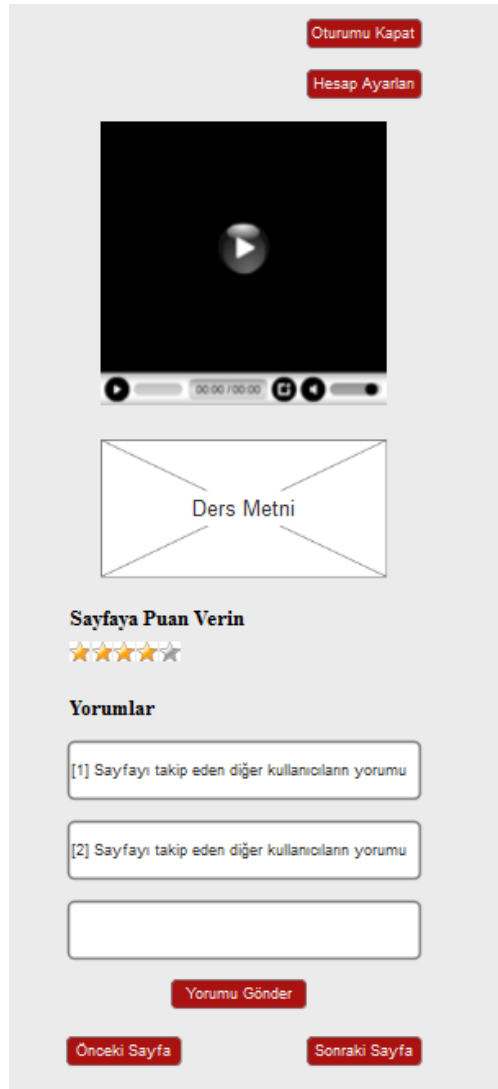 Oturumu Kapat
Hesap Ayarları
00:00 / 00:00
Ders Metni
Sayfaya Puan Verin
Yorumlar
[1] Sayfayı takip eden diğer kullanıcıların yorumu
[2] Sayfayı takip eden diğer kullanıcıların yorumu
Yorumu Gönder
Önceki Sayfa
Sonraki Sayfa